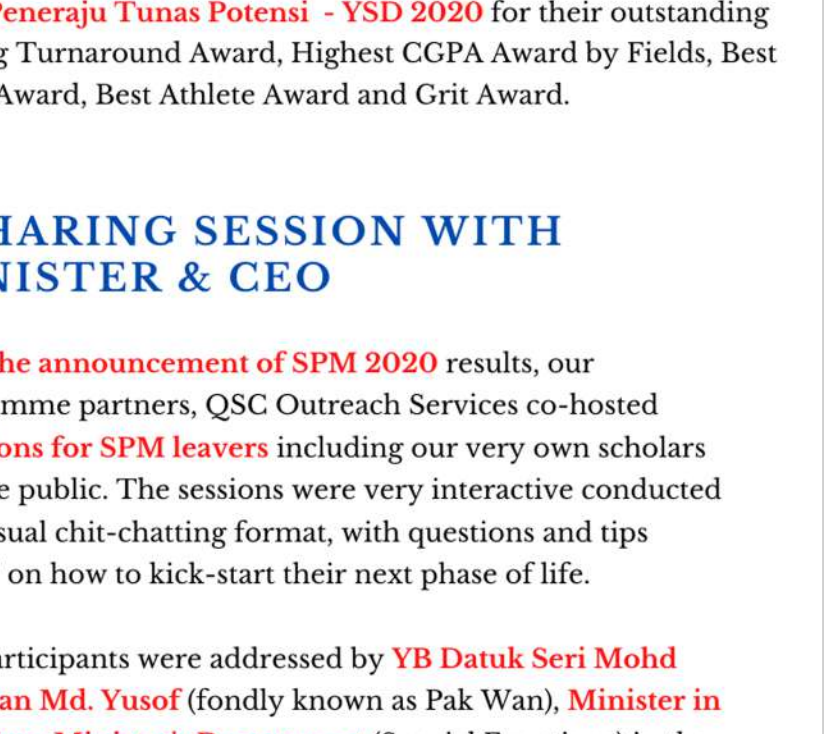 Peneraju Tunas Potensi - YSD 2020 for their outstanding
Turnaround Award, Highest CGPA Award by Fields, Best
Award, Best Athlete Award and Grit Award.
HARING SESSION WITH
NISTER & CEO
he announcement of SPM 2020 results, our
mme partners, QSC Outreach Services co-hosted
ons for SPM leavers including our very own scholars
e public. The sessions were very interactive conducted
sual chit-chatting format, with questions and tips
on how to kick-start their next phase of life.
articipants were addressed by YB Datuk Seri Mohd
an Md. Yusof (fondly known as Pak Wan), Minister in